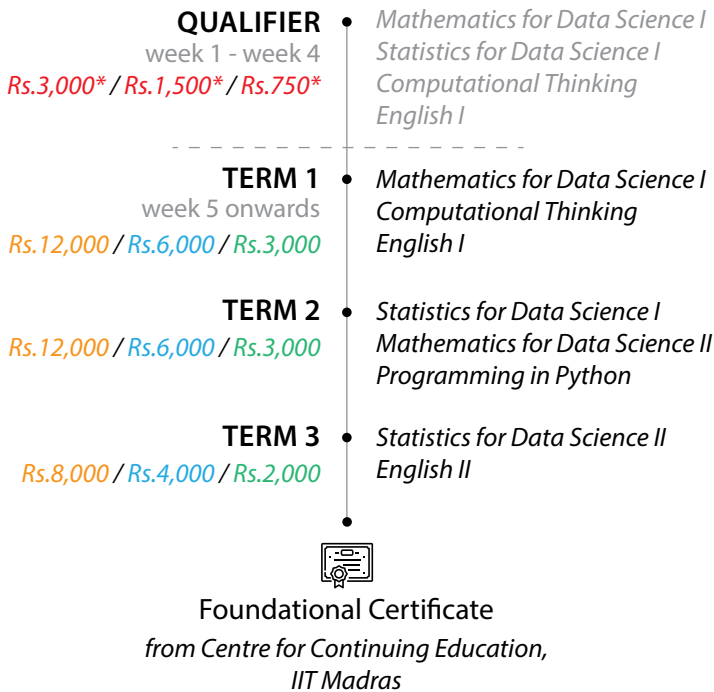 QUALIFIER
week 1 - week 4
Rs.3,000* / Rs.1,500* / Rs.750*
Mathematics for Data Science I
Statistics for Data Science I
Computational Thinking
English I
TERM 1
week 5 onwards
Rs.12,000 / Rs.6,000 / Rs.3,000
Mathematics for Data Science I
Computational Thinking
English I
TERM 2
Rs.12,000 / Rs.6,000 / Rs.3,000
Statistics for Data Science I
Mathematics for Data Science II
Programming in Python
TERM 3
Rs.8,000 / Rs.4,000 / Rs.2,000
Statistics for Data Science II
English II
Foundational Certificate
from Centre for Continuing Education,
IIT Madras